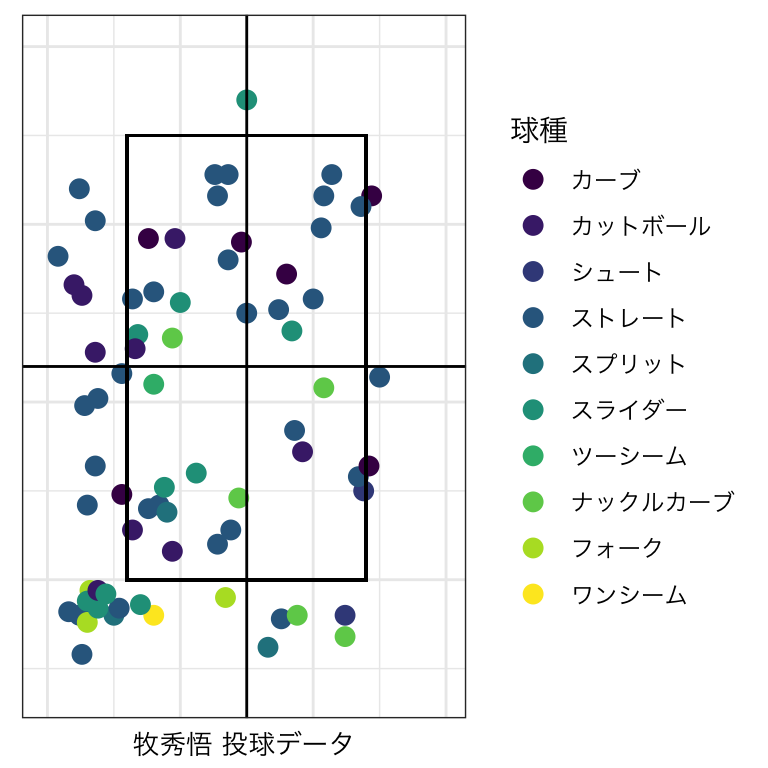 球種
カーブ
カットボール
シュート
ストレート
スプリット
スライダー
ツーシーム
ナックルカーブ
フォーク
ワンシーム
牧秀悟 投球データ